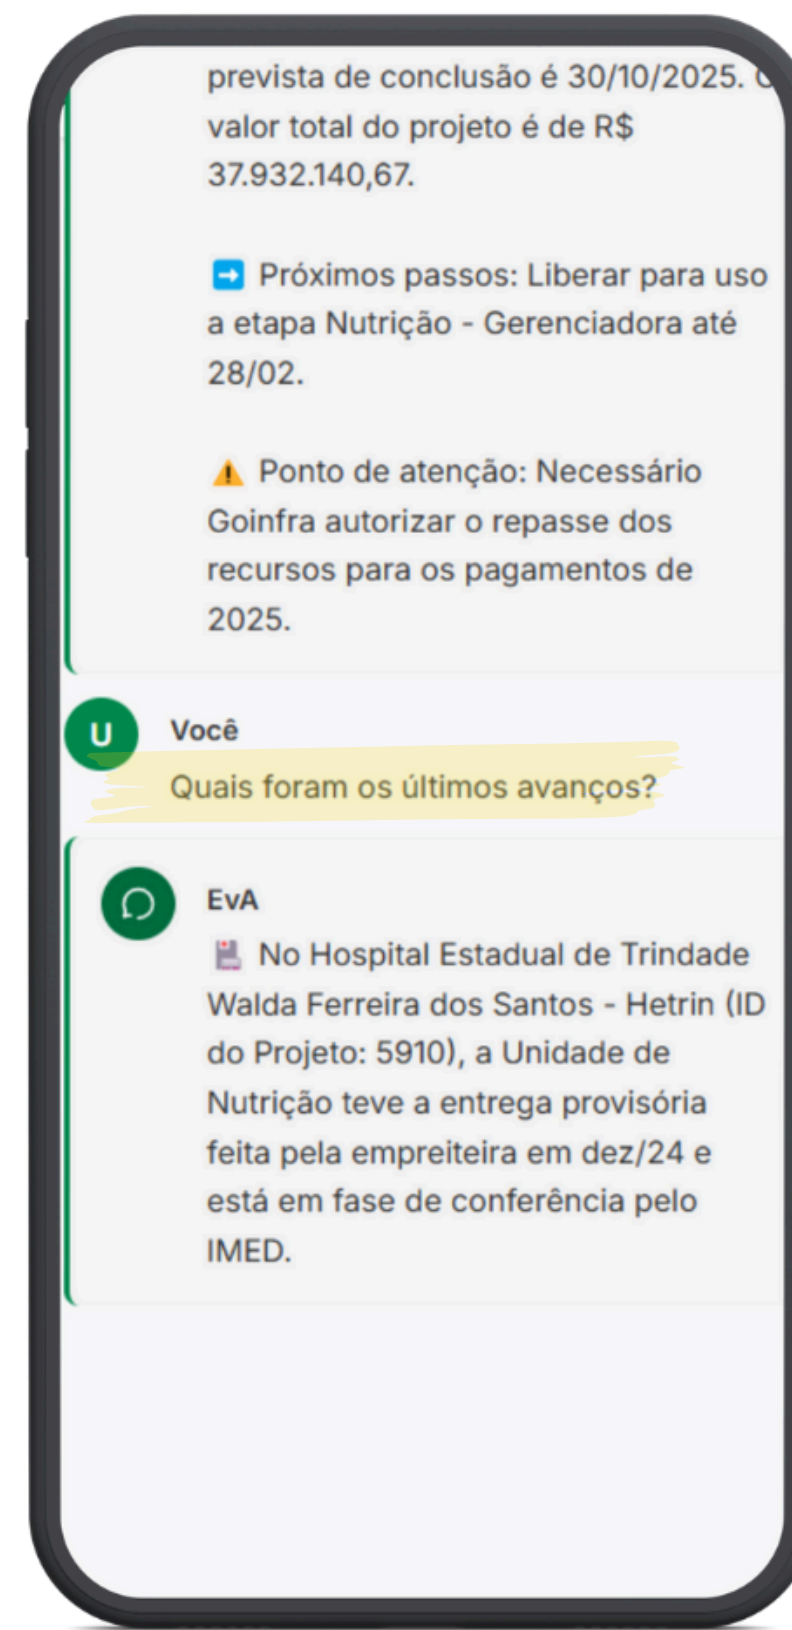 prevista de conclusão é 30/10/2025.
valor total do projeto é de R$
37.932.140,67.
➡️ Próximos passos: Liberar para uso
a etapa Nutrição - Gerenciadora até
28/02.
⚠️ Ponto de atenção: Necessário
Goinfra autorizar o repasse dos
recursos para os pagamentos de
2025.
U Você
Quais foram os últimos avanços?
EvA
🏥 No Hospital Estadual de Trindade
Walda Ferreira dos Santos - Hetrin (ID
do Projeto: 5910), a Unidade de
Nutrição teve a entrega provisória
feita pela empreiteira em dez/24 e
está em fase de conferência pelo
IMED.